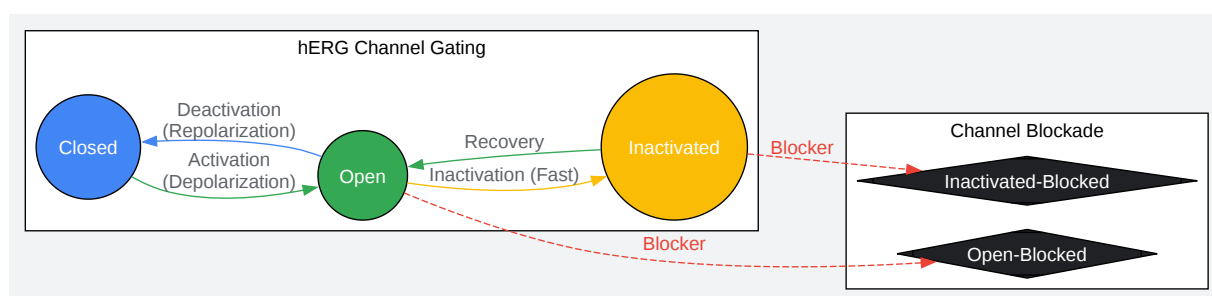 hERG Channel Gating
Deactivation
(Repolarization)
Closed
Activation
(Depolarization)
Open
Recovery
Inactivation (Fast)
Inactivated
Blocker
Blocker
Channel Blockade
Inactivated-Blocked
Open-Blocked